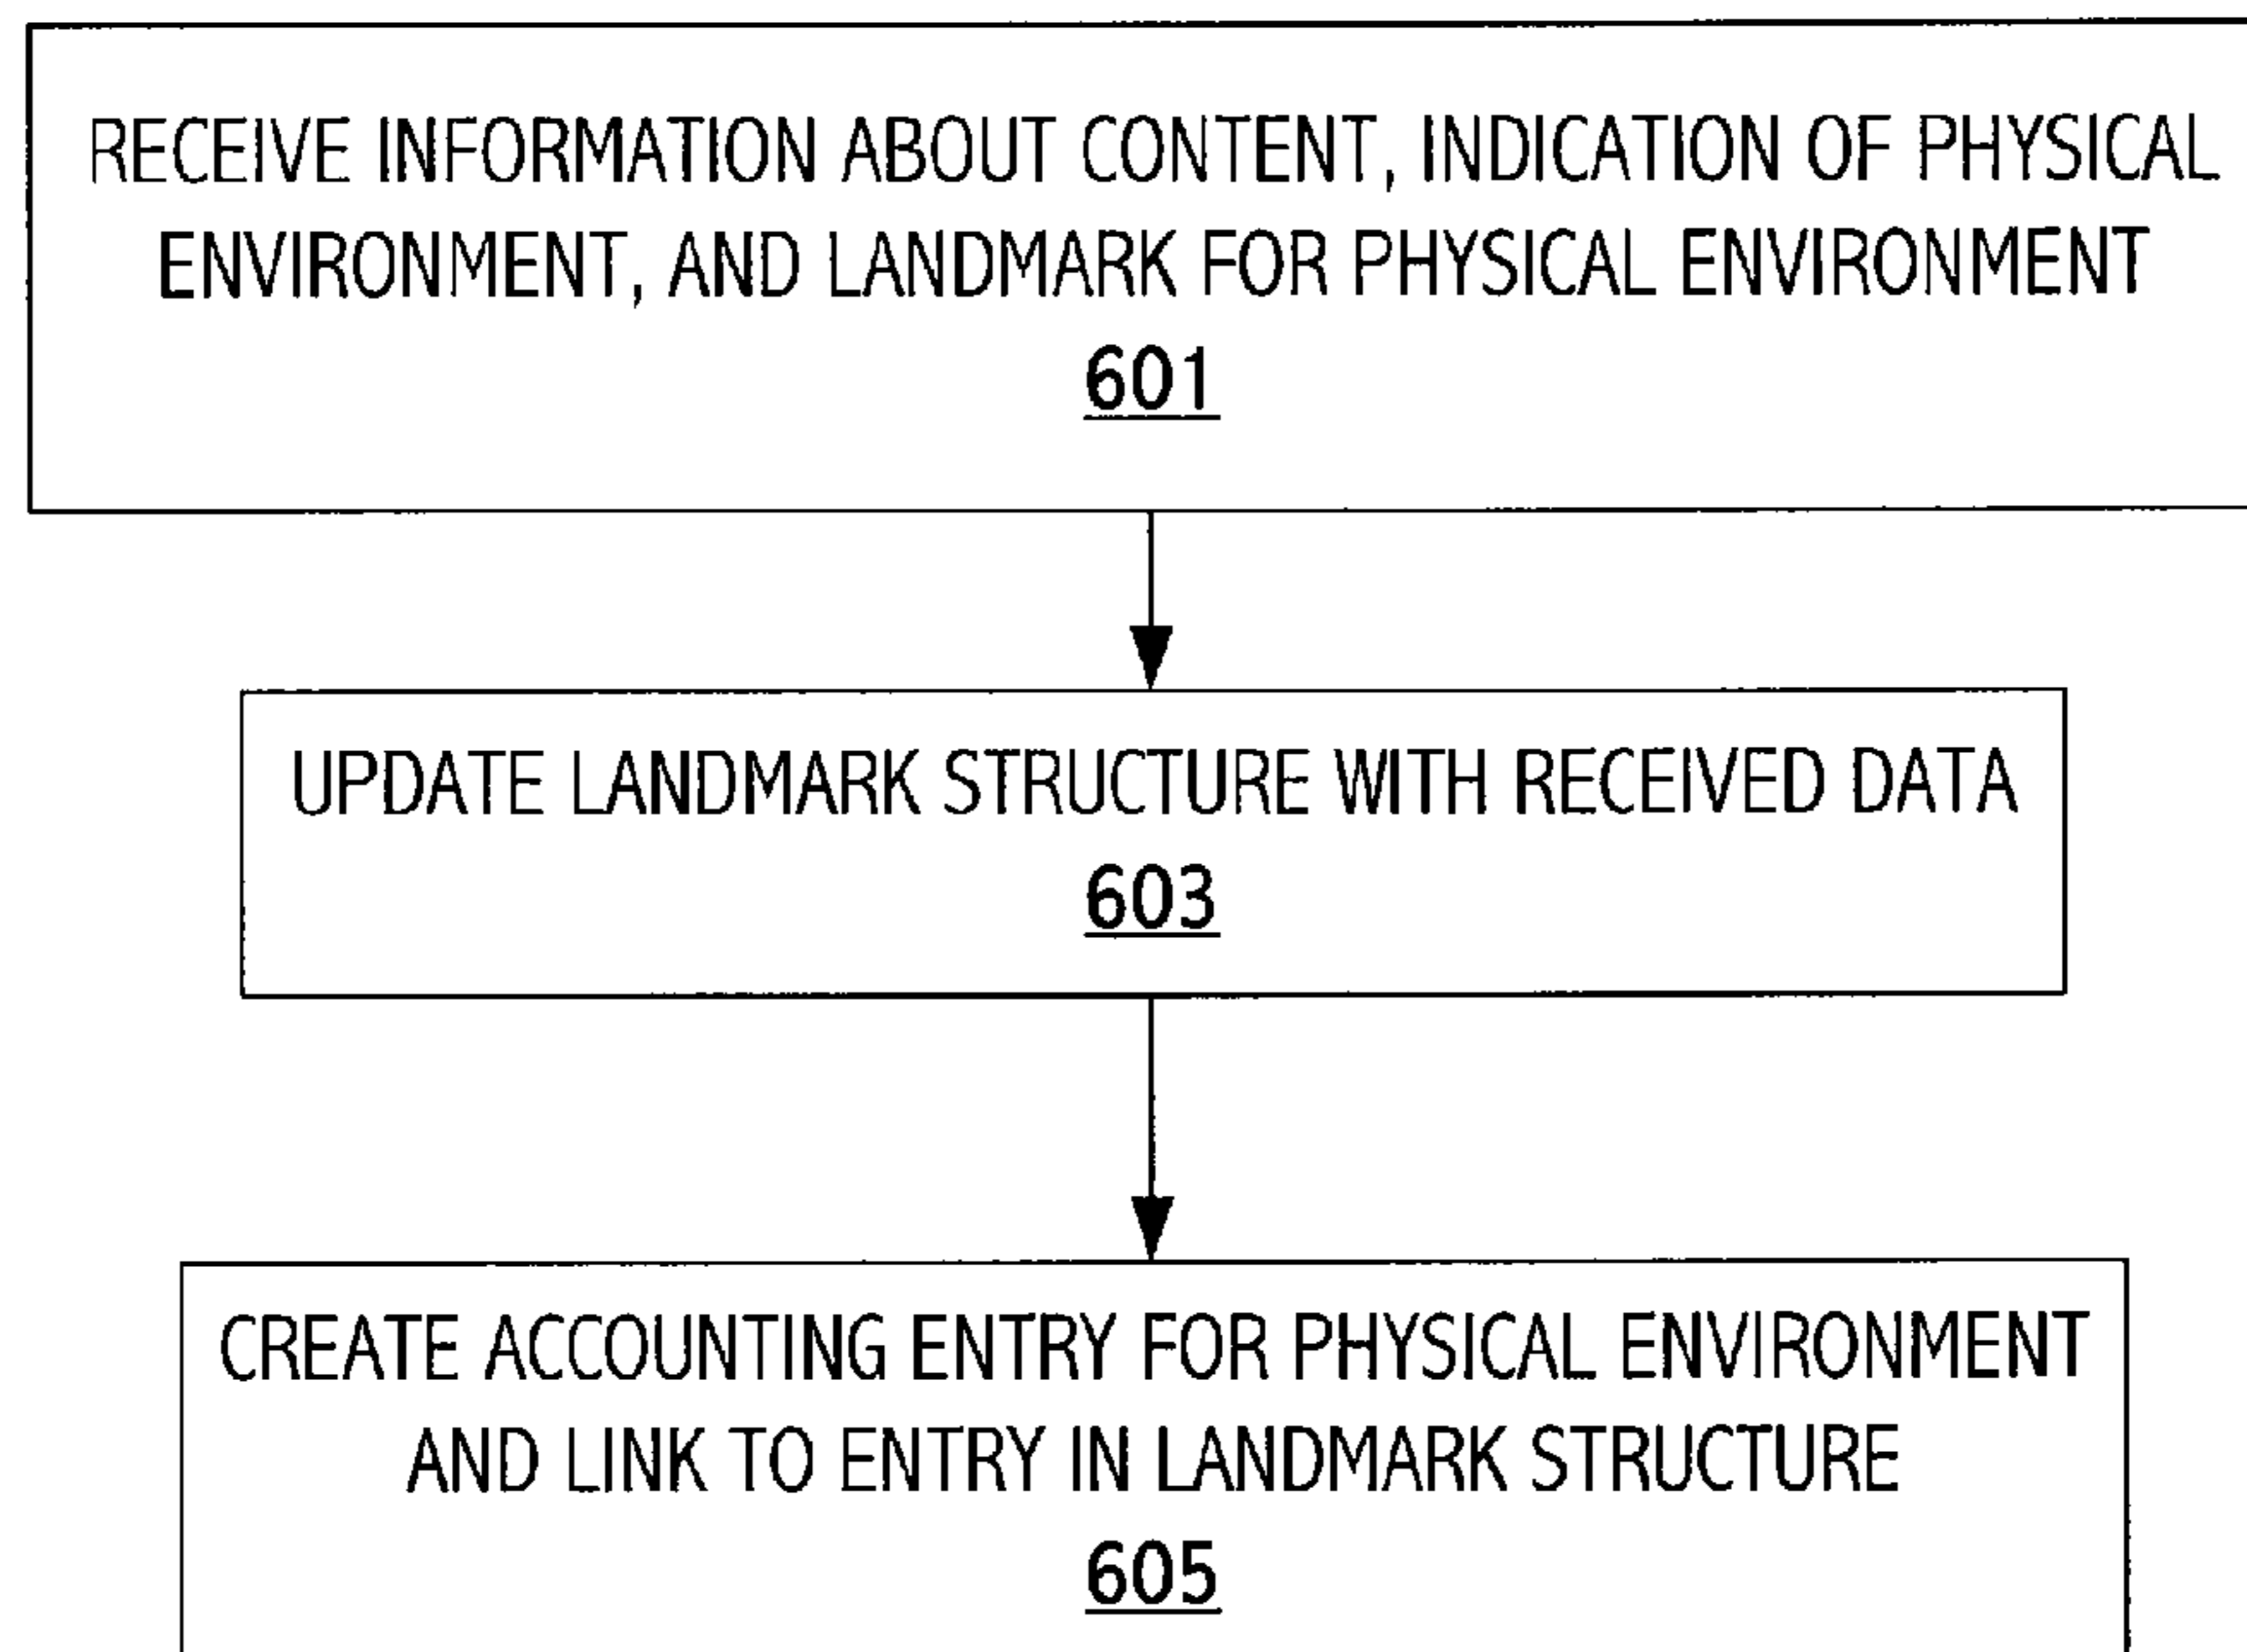 RECEIVE INFORMATION ABOUT CONTENT, INDICATION OF PHYSICAL
ENVIRONMENT, AND LANDMARK FOR PHYSICAL ENVIRONMENT
601
UPDATE LANDMARK STRUCTURE WITH RECEIVED DATA
603
CREATE ACCOUNTING ENTRY FOR PHYSICAL ENVIRONMENT
AND LINK TO ENTRY IN LANDMARK STRUCTURE
605